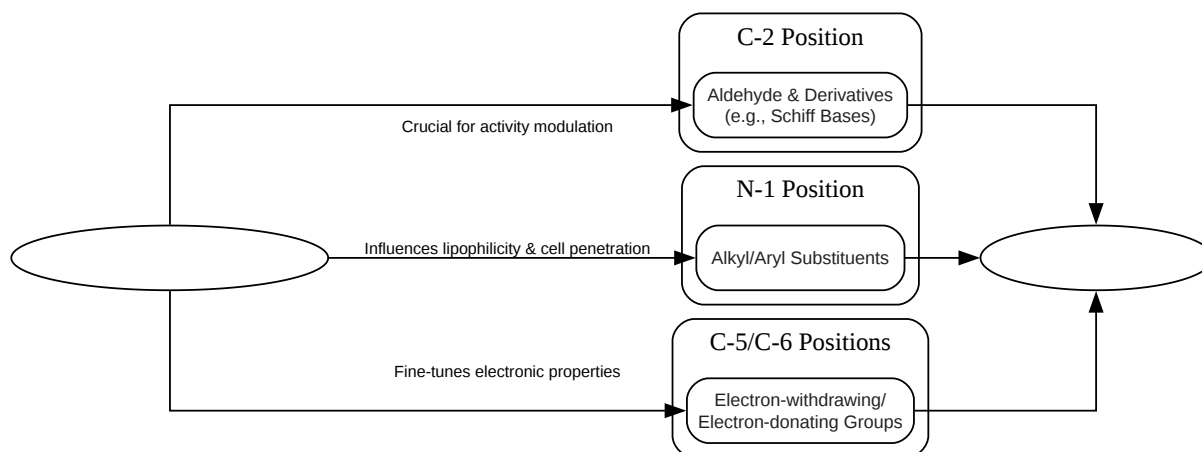 C-2 Position
Aldehyde & Derivatives
(e.g., Schiff Bases)
Crucial for activity modulation
N-1 Position
Influences lipophilicity & cell penetration
Alkyl/Aryl Substituents
C-5/C-6 Positions
Fine-tunes electronic properties
Electron-withdrawing/
Electron-donating Groups